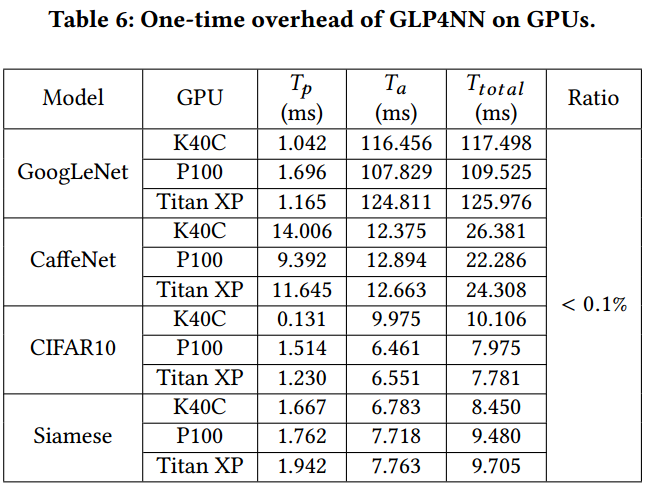 Table 6: One-time overhead of GLP4NN on GPUs.
Model GPU Tp (ms) Ta (ms) Ttotal (ms) Ratio
GoogLeNet K40C 1.042 116.456 117.498
P100 1.696 107.829 109.525
Titan XP 1.165 124.811 125.976
CaffeNet K40C 14.006 12.375 26.381
P100 9.392 12.894 22.286
Titan XP 11.645 12.663 24.308
< 0.1%
CIFAR10 K40C 0.131 9.975 10.106
P100 1.514 6.461 7.975
Titan XP 1.230 6.551 7.781
Siamese K40C 1.667 6.783 8.450
P100 1.762 7.718 9.480
Titan XP 1.942 7.763 9.705